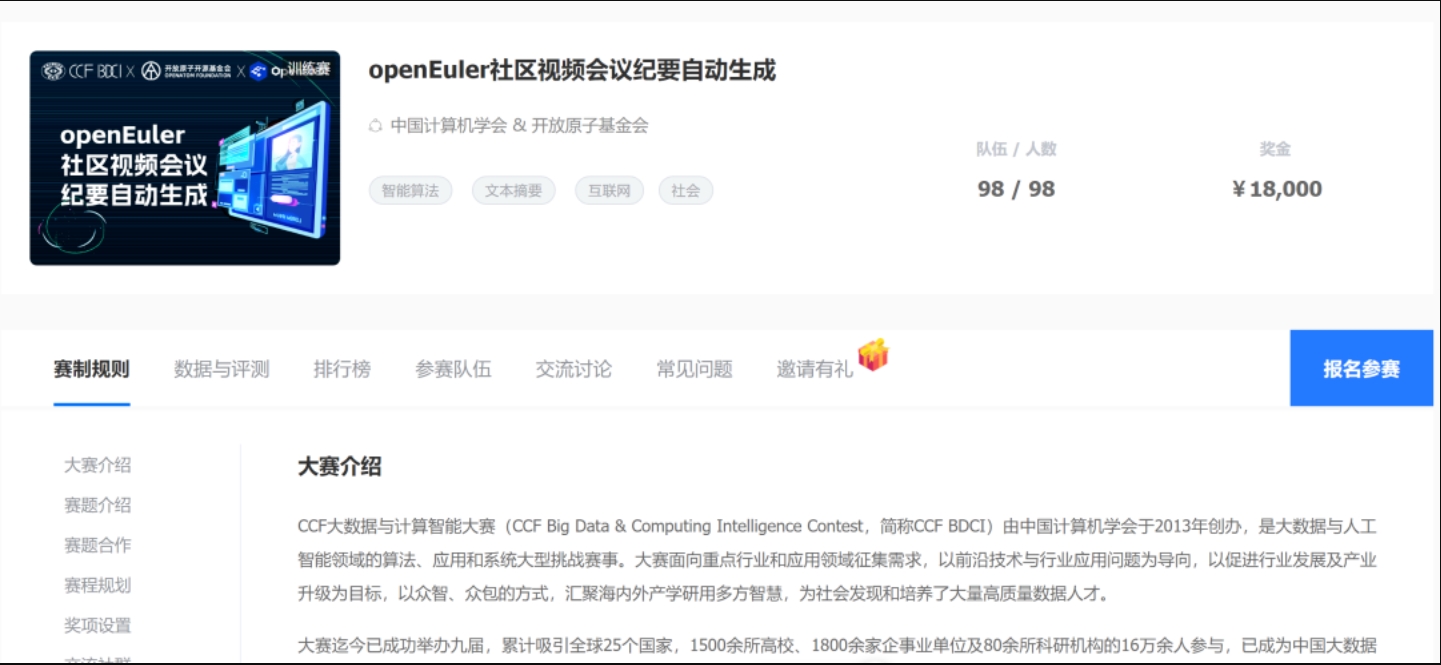 CCF BDCI X 开放原子开源基金会 OPENATOM FOUNDATION X op训练赛
openEuler
社区视频会议
纪要自动生成
openEuler社区视频会议纪要自动生成
中国计算机学会 & 开放原子基金会
智能算法 文本摘要 互联网 社会
队伍 / 人数 奖金
98 / 98 ¥18,000
赛制规则 数据与评测 排行榜 参赛队伍 交流讨论 常见问题 邀请有礼 报名参赛
大赛介绍
赛题介绍
赛题合作
赛程规划
奖项设置
交流社群
大赛介绍
CCF大数据与计算智能大赛（CCF Big Data & Computing Intelligence Contest，简称CCF BDCI）由中国计算机学会于2013年创办，是大数据与人工
智能领域的算法、应用和系统大型挑战赛事。大赛面向重点行业和应用领域征集需求，以前沿技术与行业应用问题为导向，以促进行业发展及产业
升级为目标，以众智、众包的方式，汇聚海内外产学研用多方智慧，为社会发现和培养了大量高质量数据人才。
大赛迄今已成功举办九届，累计吸引全球25个国家，1500余所高校、1800余家企事业单位及80余所科研机构的16万余人参与，已成为中国大数据